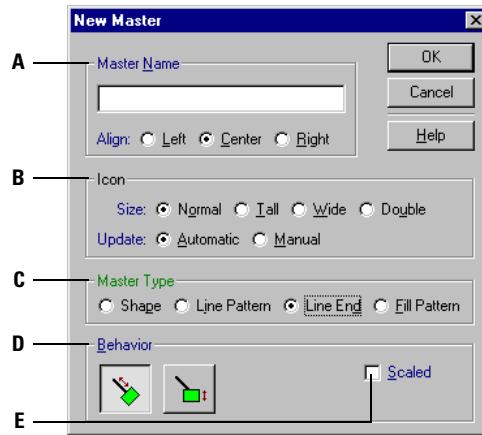 New Master
A
Master Name
OK
Cancel
Align: Left Center Right
Help
B
Icon
Size: Normal Tall Wide Double
Update: Automatic Manual
C
Master Type
Shape Line Pattern Line End Fill Pattern
D
Behavior
Scaled
E